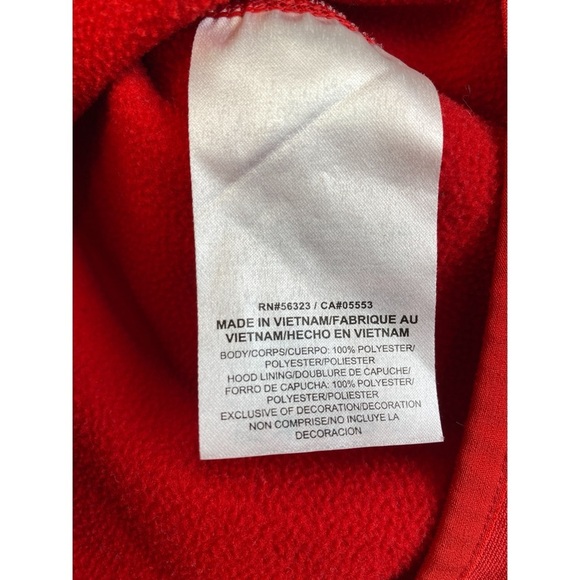 RN#56323 / CA#05553
MADE IN VIETNAM/FABRIQUE AU
VIETNAM/HECHO EN VIETNAM
BODY/CORPS/CUERPO: 100% POLYESTER/
POLYESTER/POLIESTER
HOOD LINING/DOUBLURE DE CAPUCHE/
FORRO DE CAPUCHA: 100% POLYESTER/
POLYESTER/POLIESTER
EXCLUSIVE OF DECORATION/DECORATION
NON COMPRISE/NO INCLUYE LA
DECORACION